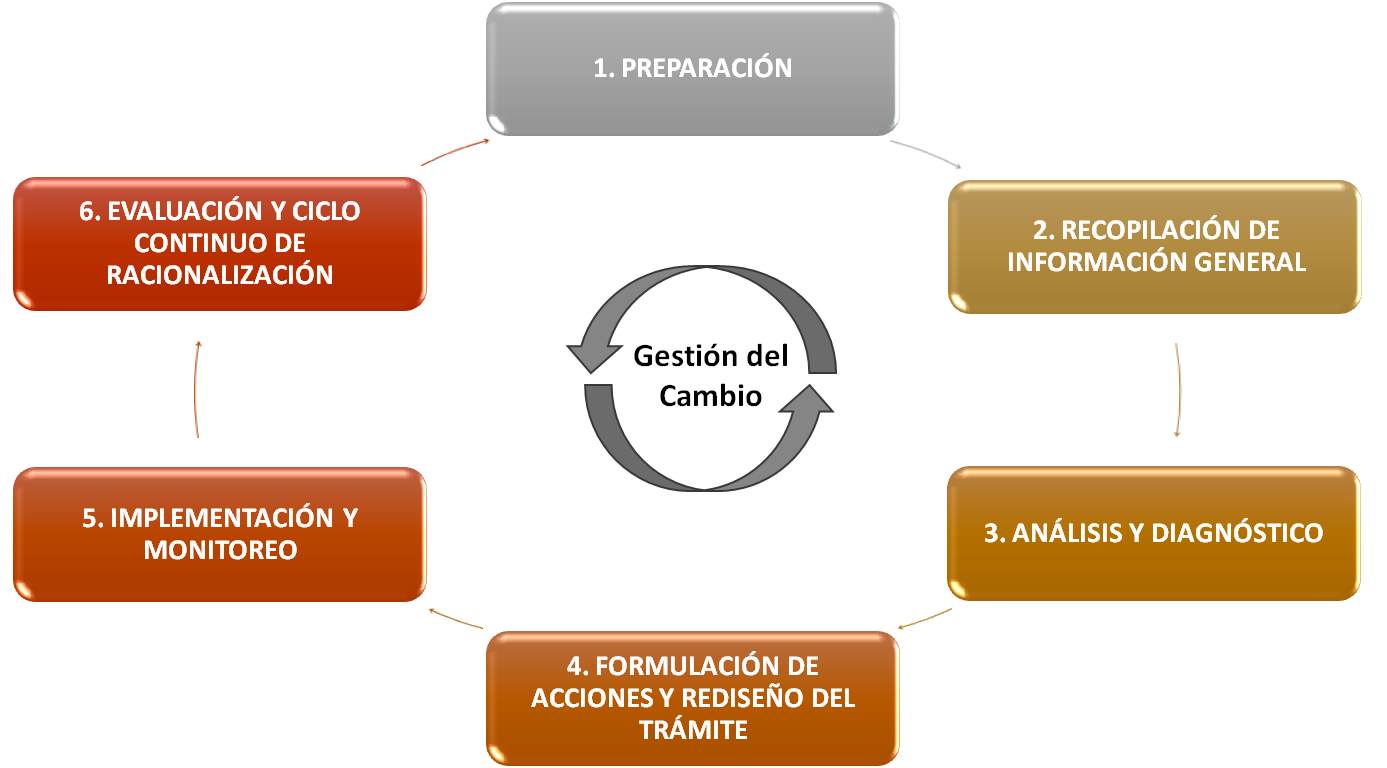 1. PREPARACIÓN
2. RECOPILACIÓN DE
INFORMACIÓN GENERAL
3. ANÁLISIS Y DIAGNÓSTICO
4. FORMULACIÓN DE
ACCIONES Y REDISEÑO DEL
TRÁMITE
5. IMPLEMENTACIÓN Y
MONITOREO
6. EVALUACIÓN Y CICLO
CONTINUO DE
RACIONALIZACIÓN
Gestión del
Cambio